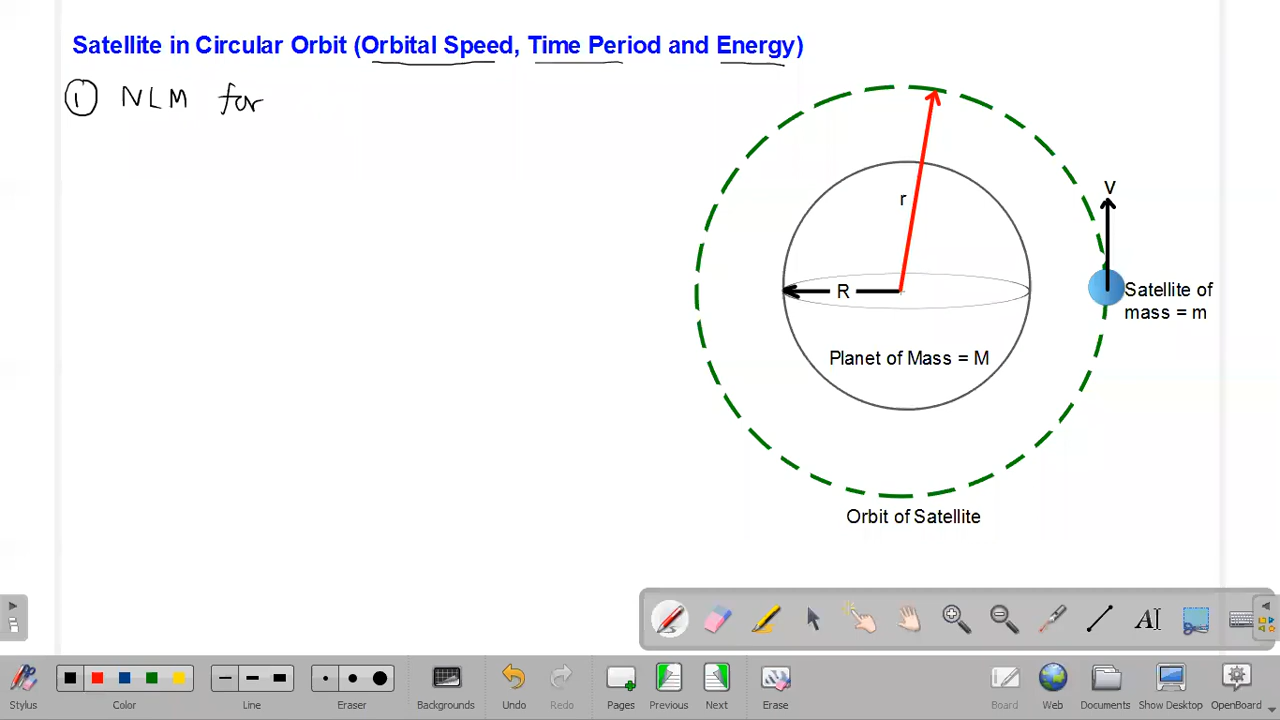 Satellite in Circular Orbit (Orbital Speed, Time Period and Energy)
① NLM for
v
r
R
Satellite of
mass = m
Planet of Mass = M
Orbit of Satellite
Stylus
Color
Line
Eraser
Backgrounds
Undo
Redo
Pages
Previous
Next
Erase
Board
Web
Documents
Show Desktop
OpenBoard